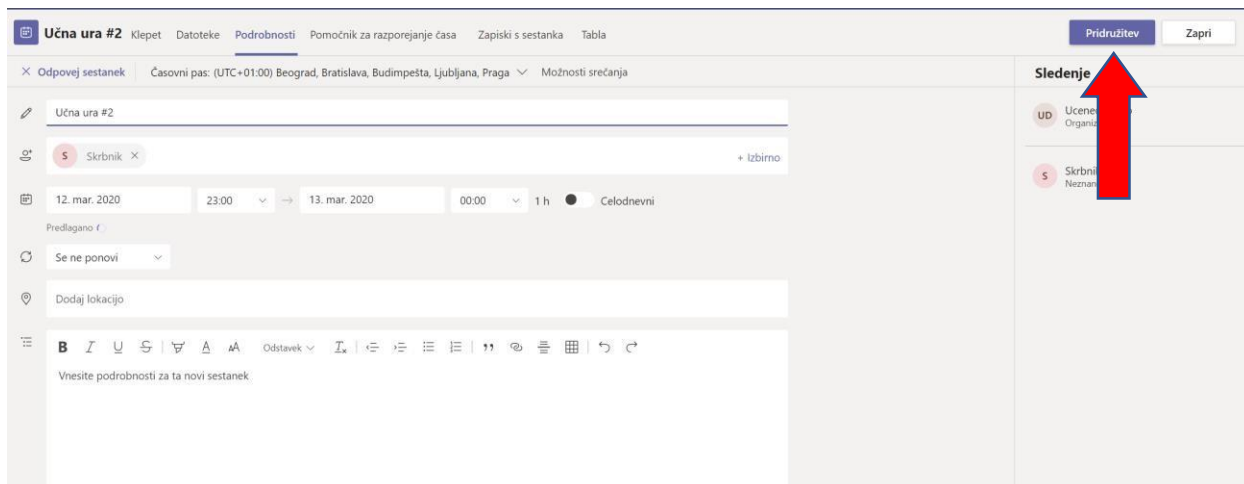 Učna ura #2 Klepet Datoteke Podrobnosti Pomočnik za razporejanje časa Zapiski s sestanka Tabla Pridružitev Zapri
× Odpovej sestanek Časovni pas: (UTC+01:00) Beograd, Bratislava, Budimpešta, Ljubljana, Praga Možnosti srečanja
Sledenje
Učna ura #2
UD
S Skrbnik × + Izbirno
S
12. mar. 2020 23:00 → 13. mar. 2020 00:00 1 h Celodnevni
Predlagano
Se ne ponovi
Dodaj lokacijo
B I U S A AA Odstavek
Vnesite podrobnosti za ta novi sestanek